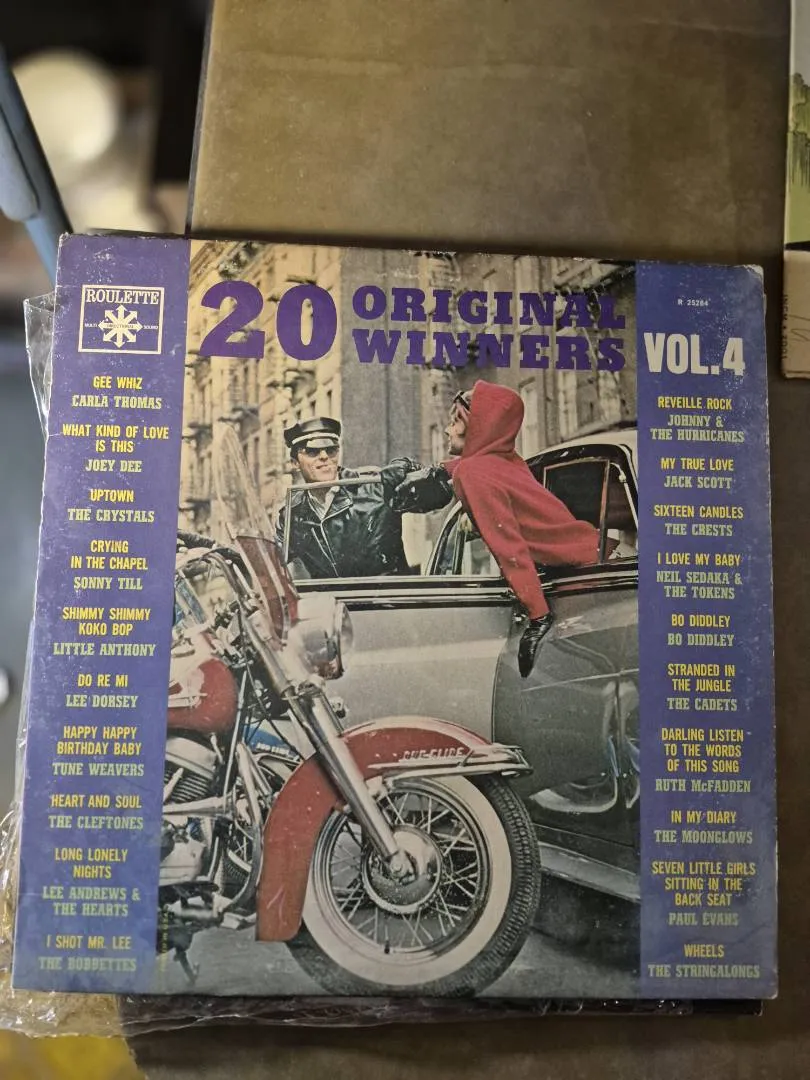 ROULETTE
MULTI DIRECTIONAL SOUND
20 ORIGINAL
WINNERS
VOL.4
R 25264
GEE WHIZ
CARLA THOMAS
WHAT KIND OF LOVE
IS THIS
JOEY DEE
UPTOWN
THE CRYSTALS
CRYING
IN THE CHAPEL
SONNY TILL
SHIMMY SHIMMY
KOKO BOP
LITTLE ANTHONY
DO RE MI
LEE DORSEY
HAPPY HAPPY
BIRTHDAY BABY
TUNE WEAVERS
HEART AND SOUL
THE CLEFTONES
LONG LONELY
NIGHTS
LEE ANDREWS &
THE HEARTS
I SHOT MR. LEE
THE BOBBETTES
DUO-GLIDE
REVEILLE ROCK
JOHNNY &
THE HURRICANES
MY TRUE LOVE
JACK SCOTT
SIXTEEN CANDLES
THE CRESTS
I LOVE MY BABY
NEIL SEDAKA &
THE TOKENS
BO DIDDLEY
BO DIDDLEY
STRANDED IN
THE JUNGLE
THE CADETS
DARLING LISTEN
TO THE WORDS
OF THIS SONG
RUTH McFADDEN
IN MY DIARY
THE MOONGLOWS
SEVEN LITTLE GIRLS
SITTING IN THE
BACK SEAT
PAUL EVANS
WHEELS
THE STRINGALONGS